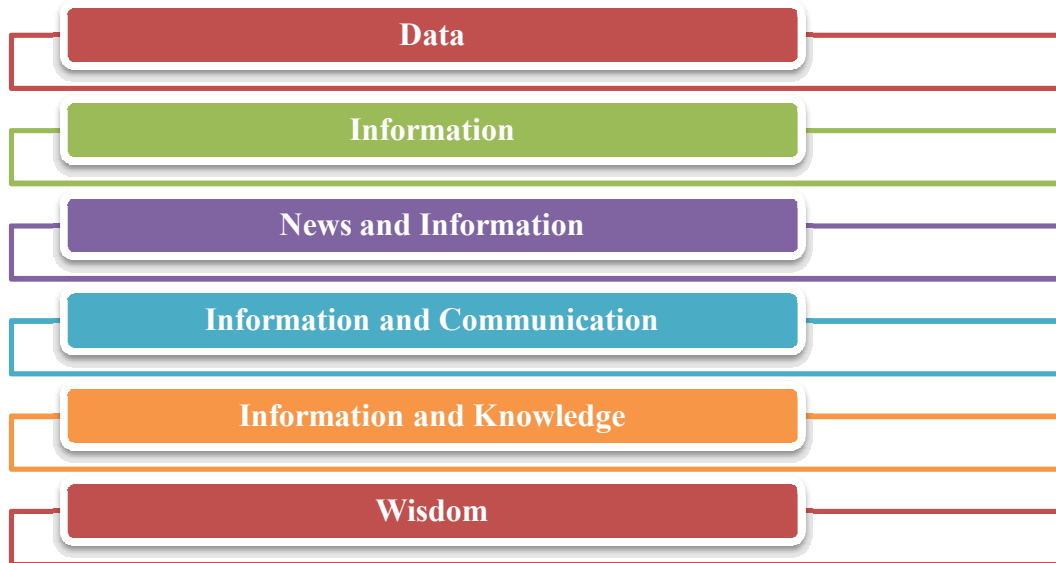 Data
Information
News and Information
Information and Communication
Information and Knowledge
Wisdom